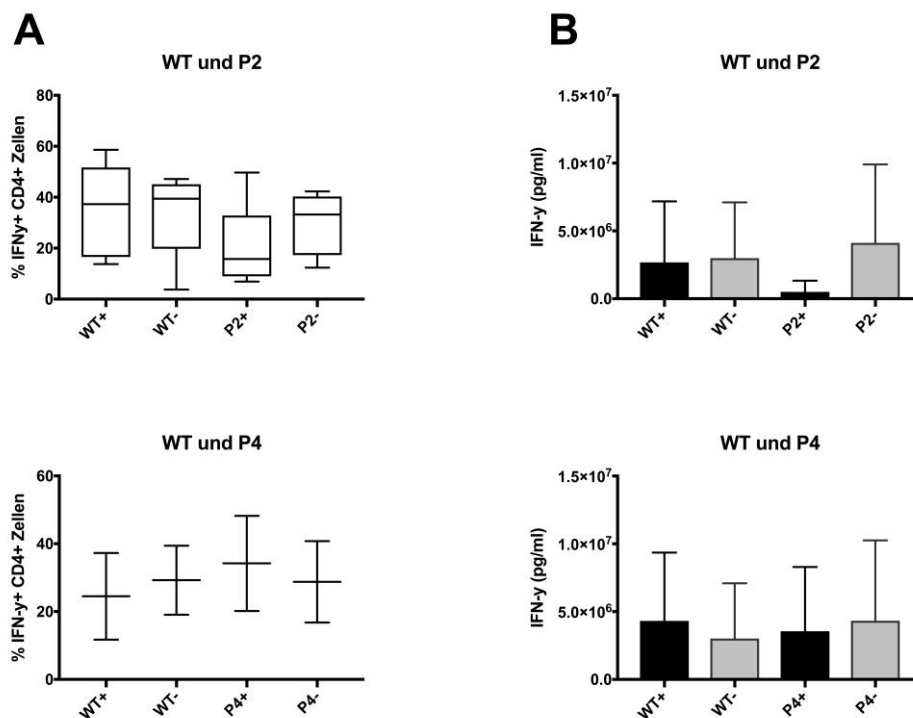 A
WT und P2
% IFNy+ CD4+ Zellen
80
60
40
20
0
WT+
WT-
P2+
P2-
B
WT und P2
IFN-y (pg/ml)
1.5×10⁷
1.0×10⁷
5.0×10⁶
0.0
WT+
WT-
P2+
P2-
WT und P4
% IFN-y+ CD4+ Zellen
60
40
20
0
WT+
WT-
P4+
P4-
WT und P4
IFN-y (pg/ml)
1.5×10⁷
1.0×10⁷
5.0×10⁶
0.0
WT+
WT-
P4+
P4-